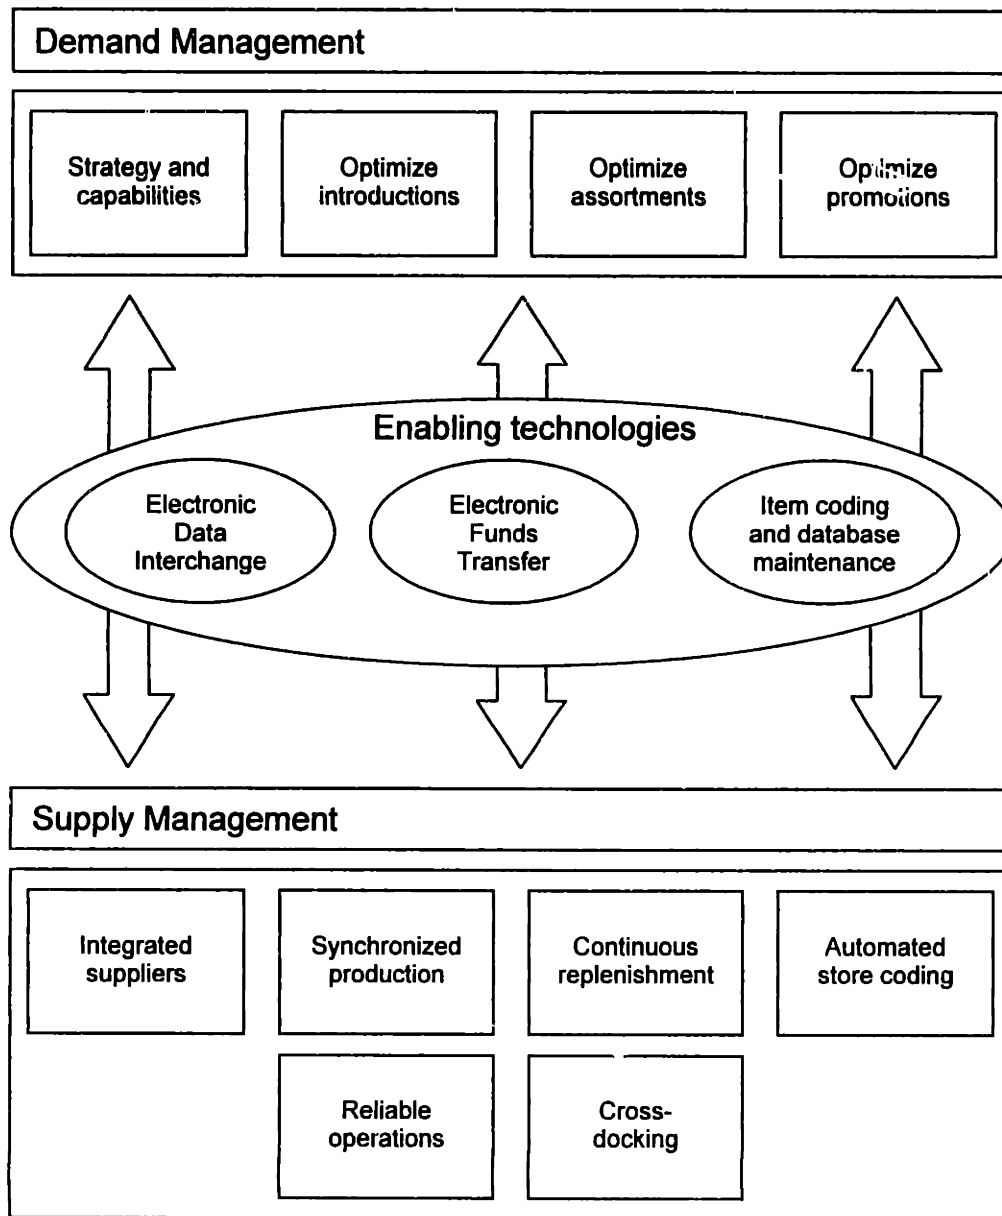 Demand Management
Strategy and
capabilities
Optimize
introductions
Optimize
assortments
Optimize
promotions
Enabling technologies
Electronic
Data
Interchange
Electronic
Funds
Transfer
Item coding
and database
maintenance
Supply Management
Integrated
suppliers
Synchronized
production
Continuous
replenishment
Automated
store coding
Reliable
operations
Cross-
docking